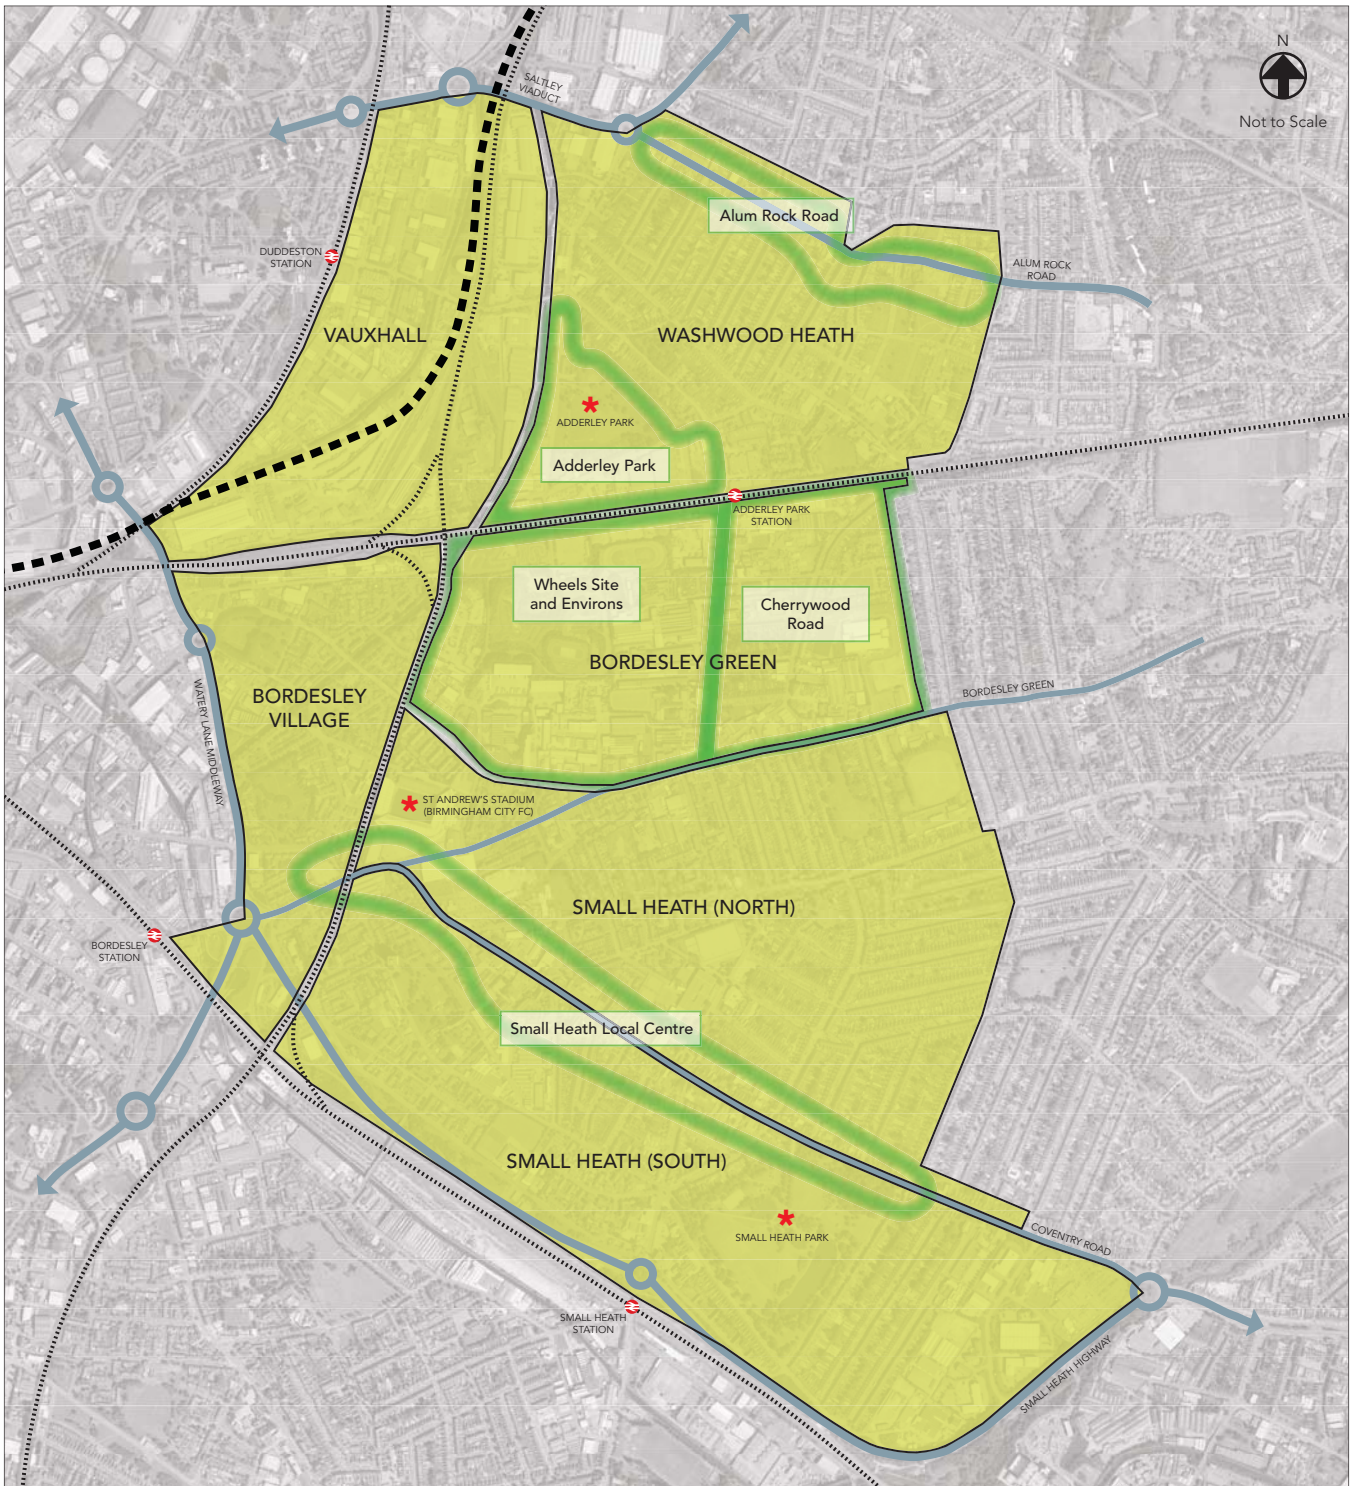 N
Not to Scale
SALTLEY
VIADUCT
Alum Rock Road
DUDDESTON
STATION
ALUM ROCK
ROAD
VAUXHALL
WASHWOOD HEATH
ADDERLEY PARK
Adderley Park
ADDERLEY PARK
STATION
Wheels Site
and Environs
Cherrywood
Road
BORDESLEY GREEN
BORDESLEY GREEN
BORDESLEY
VILLAGE
WATERY LANE MIDDLEWAY
ST ANDREW'S STADIUM
(BIRMINGHAM CITY FC)
SMALL HEATH (NORTH)
BORDESLEY
STATION
Small Heath Local Centre
SMALL HEATH (SOUTH)
SMALL HEATH PARK
COVENTRY ROAD
SMALL HEATH
STATION
SMALL HEATH HIGHWAY